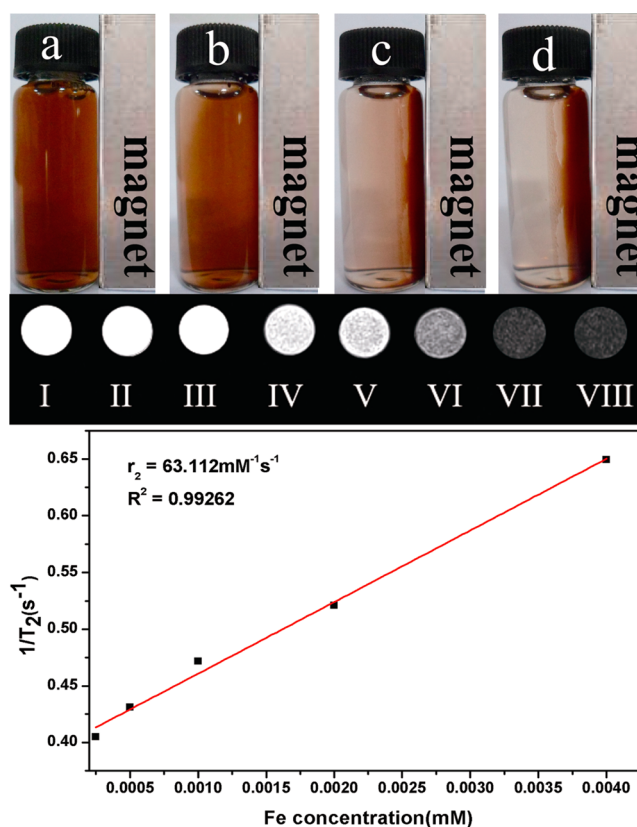 a b c d
magnet magnet magnet magnet
I II III IV V VI VII VIII
r₂ = 63.112mM⁻¹s⁻¹
R² = 0.99262
1/T₂(s⁻¹)
0.65
0.60
0.55
0.50
0.45
0.40
0.0005 0.0010 0.0015 0.0020 0.0025 0.0030 0.0035 0.0040
Fe concentration(mM)